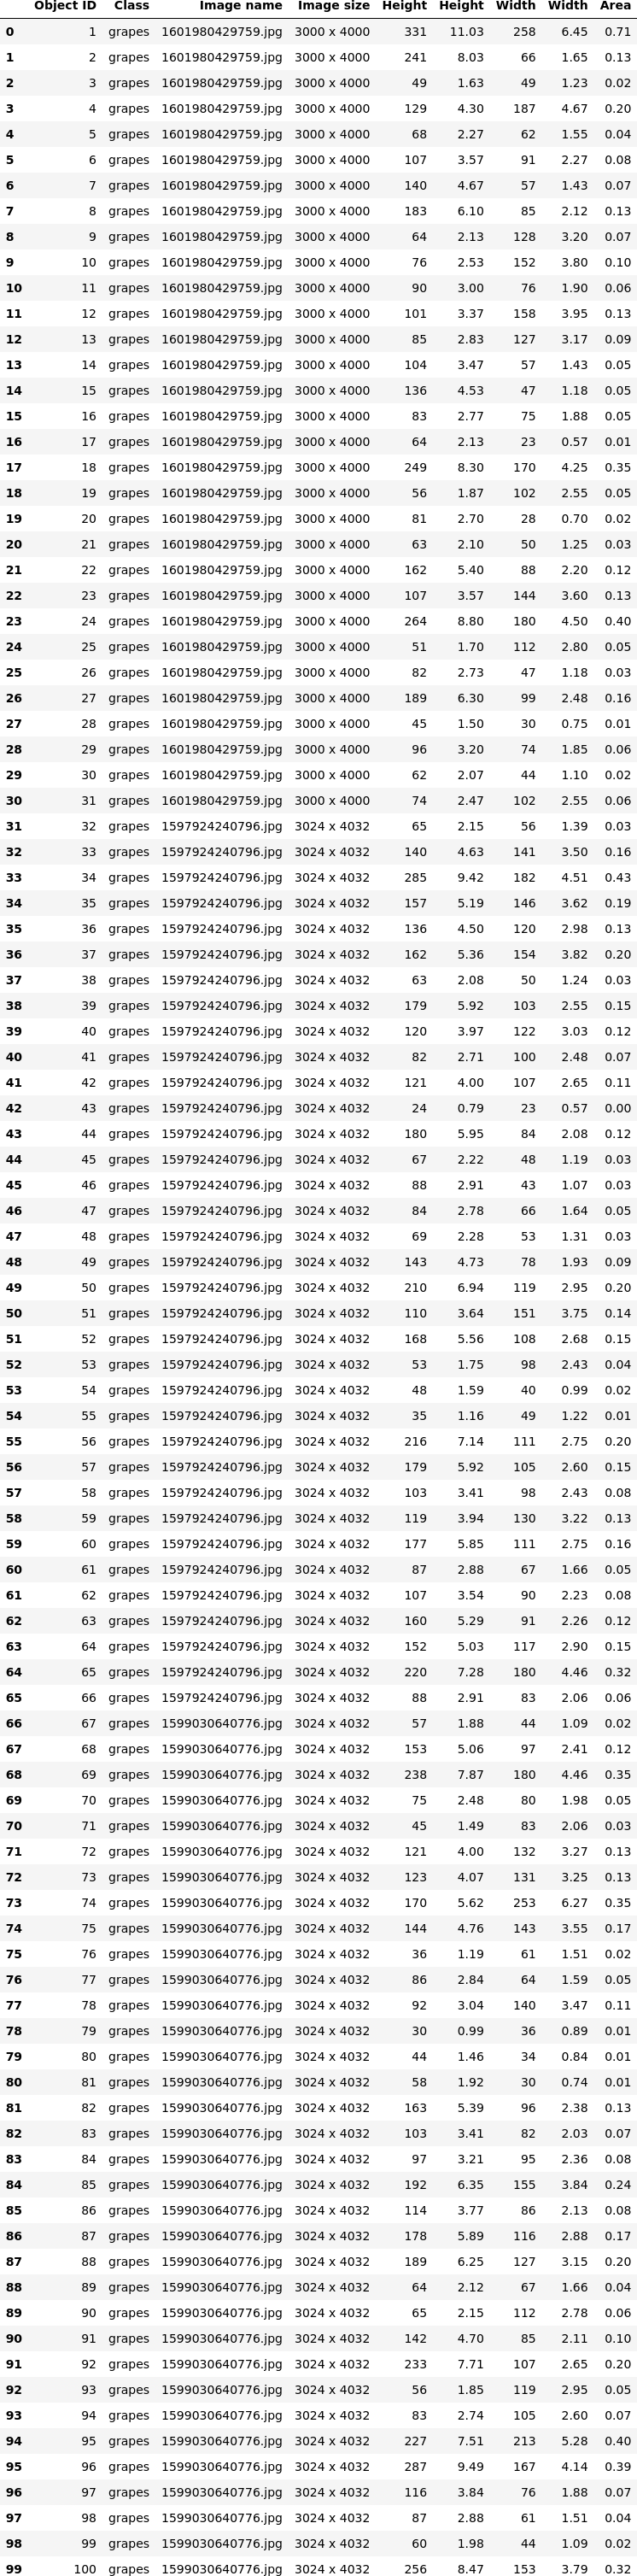 Object ID Class Image name Image size Height Height Width Width Area
0 1 grapes 1601980429759.jpg 3000 x 4000 331 11.03 258 6.45 0.71
1 2 grapes 1601980429759.jpg 3000 x 4000 241 8.03 66 1.65 0.13
2 3 grapes 1601980429759.jpg 3000 x 4000 49 1.63 49 1.23 0.02
3 4 grapes 1601980429759.jpg 3000 x 4000 129 4.30 187 4.67 0.20
4 5 grapes 1601980429759.jpg 3000 x 4000 68 2.27 62 1.55 0.04
5 6 grapes 1601980429759.jpg 3000 x 4000 107 3.57 91 2.27 0.08
6 7 grapes 1601980429759.jpg 3000 x 4000 140 4.67 57 1.43 0.07
7 8 grapes 1601980429759.jpg 3000 x 4000 183 6.10 85 2.12 0.13
8 9 grapes 1601980429759.jpg 3000 x 4000 64 2.13 128 3.20 0.07
9 10 grapes 1601980429759.jpg 3000 x 4000 76 2.53 152 3.80 0.10
10 11 grapes 1601980429759.jpg 3000 x 4000 90 3.00 76 1.90 0.06
11 12 grapes 1601980429759.jpg 3000 x 4000 101 3.37 158 3.95 0.13
12 13 grapes 1601980429759.jpg 3000 x 4000 85 2.83 127 3.17 0.09
13 14 grapes 1601980429759.jpg 3000 x 4000 104 3.47 57 1.43 0.05
14 15 grapes 1601980429759.jpg 3000 x 4000 136 4.53 47 1.18 0.05
15 16 grapes 1601980429759.jpg 3000 x 4000 83 2.77 75 1.88 0.05
16 17 grapes 1601980429759.jpg 3000 x 4000 64 2.13 23 0.57 0.01
17 18 grapes 1601980429759.jpg 3000 x 4000 249 8.30 170 4.25 0.35
18 19 grapes 1601980429759.jpg 3000 x 4000 56 1.87 102 2.55 0.05
19 20 grapes 1601980429759.jpg 3000 x 4000 81 2.70 28 0.70 0.02
20 21 grapes 1601980429759.jpg 3000 x 4000 63 2.10 50 1.25 0.03
21 22 grapes 1601980429759.jpg 3000 x 4000 162 5.40 88 2.20 0.12
22 23 grapes 1601980429759.jpg 3000 x 4000 107 3.57 144 3.60 0.13
23 24 grapes 1601980429759.jpg 3000 x 4000 264 8.80 180 4.50 0.40
24 25 grapes 1601980429759.jpg 3000 x 4000 51 1.70 112 2.80 0.05
25 26 grapes 1601980429759.jpg 3000 x 4000 82 2.73 47 1.18 0.03
26 27 grapes 1601980429759.jpg 3000 x 4000 189 6.30 99 2.48 0.16
27 28 grapes 1601980429759.jpg 3000 x 4000 45 1.50 30 0.75 0.01
28 29 grapes 1601980429759.jpg 3000 x 4000 96 3.20 74 1.85 0.06
29 30 grapes 1601980429759.jpg 3000 x 4000 62 2.07 44 1.10 0.02
30 31 grapes 1601980429759.jpg 3000 x 4000 74 2.47 102 2.55 0.06
31 32 grapes 1597924240796.jpg 3024 x 4032 65 2.15 56 1.39 0.03
32 33 grapes 1597924240796.jpg 3024 x 4032 140 4.63 141 3.50 0.16
33 34 grapes 1597924240796.jpg 3024 x 4032 285 9.42 182 4.51 0.43
34 35 grapes 1597924240796.jpg 3024 x 4032 157 5.19 146 3.62 0.19
35 36 grapes 1597924240796.jpg 3024 x 4032 136 4.50 120 2.98 0.13
36 37 grapes 1597924240796.jpg 3024 x 4032 162 5.36 154 3.82 0.20
37 38 grapes 1597924240796.jpg 3024 x 4032 63 2.08 50 1.24 0.03
38 39 grapes 1597924240796.jpg 3024 x 4032 179 5.92 103 2.55 0.15
39 40 grapes 1597924240796.jpg 3024 x 4032 120 3.97 122 3.03 0.12
40 41 grapes 1597924240796.jpg 3024 x 4032 82 2.71 100 2.48 0.07
41 42 grapes 1597924240796.jpg 3024 x 4032 121 4.00 107 2.65 0.11
42 43 grapes 1597924240796.jpg 3024 x 4032 24 0.79 23 0.57 0.00
43 44 grapes 1597924240796.jpg 3024 x 4032 180 5.95 84 2.08 0.12
44 45 grapes 1597924240796.jpg 3024 x 4032 67 2.22 48 1.19 0.03
45 46 grapes 1597924240796.jpg 3024 x 4032 88 2.91 43 1.07 0.03
46 47 grapes 1597924240796.jpg 3024 x 4032 84 2.78 66 1.64 0.05
47 48 grapes 1597924240796.jpg 3024 x 4032 69 2.28 53 1.31 0.03
48 49 grapes 1597924240796.jpg 3024 x 4032 143 4.73 78 1.93 0.09
49 50 grapes 1597924240796.jpg 3024 x 4032 210 6.94 119 2.95 0.20
50 51 grapes 1597924240796.jpg 3024 x 4032 110 3.64 151 3.75 0.14
51 52 grapes 1597924240796.jpg 3024 x 4032 168 5.56 108 2.68 0.15
52 53 grapes 1597924240796.jpg 3024 x 4032 53 1.75 98 2.43 0.04
53 54 grapes 1597924240796.jpg 3024 x 4032 48 1.59 40 0.99 0.02
54 55 grapes 1597924240796.jpg 3024 x 4032 35 1.16 49 1.22 0.01
55 56 grapes 1597924240796.jpg 3024 x 4032 216 7.14 111 2.75 0.20
56 57 grapes 1597924240796.jpg 3024 x 4032 179 5.92 105 2.60 0.15
57 58 grapes 1597924240796.jpg 3024 x 4032 103 3.41 98 2.43 0.08
58 59 grapes 1597924240796.jpg 3024 x 4032 119 3.94 130 3.22 0.13
59 60 grapes 1597924240796.jpg 3024 x 4032 177 5.85 111 2.75 0.16
60 61 grapes 1597924240796.jpg 3024 x 4032 87 2.88 67 1.66 0.05
61 62 grapes 1597924240796.jpg 3024 x 4032 107 3.54 90 2.23 0.08
62 63 grapes 1597924240796.jpg 3024 x 4032 160 5.29 91 2.26 0.12
63 64 grapes 1597924240796.jpg 3024 x 4032 152 5.03 117 2.90 0.15
64 65 grapes 1597924240796.jpg 3024 x 4032 220 7.28 180 4.46 0.32
65 66 grapes 1597924240796.jpg 3024 x 4032 88 2.91 83 2.06 0.06
66 67 grapes 1599030640776.jpg 3024 x 4032 57 1.88 44 1.09 0.02
67 68 grapes 1599030640776.jpg 3024 x 4032 153 5.06 97 2.41 0.12
68 69 grapes 1599030640776.jpg 3024 x 4032 238 7.87 180 4.46 0.35
69 70 grapes 1599030640776.jpg 3024 x 4032 75 2.48 80 1.98 0.05
70 71 grapes 1599030640776.jpg 3024 x 4032 45 1.49 83 2.06 0.03
71 72 grapes 1599030640776.jpg 3024 x 4032 121 4.00 132 3.27 0.13
72 73 grapes 1599030640776.jpg 3024 x 4032 123 4.07 131 3.25 0.13
73 74 grapes 1599030640776.jpg 3024 x 4032 170 5.62 253 6.27 0.35
74 75 grapes 1599030640776.jpg 3024 x 4032 144 4.76 143 3.55 0.17
75 76 grapes 1599030640776.jpg 3024 x 4032 36 1.19 61 1.51 0.02
76 77 grapes 1599030640776.jpg 3024 x 4032 86 2.84 64 1.59 0.05
77 78 grapes 1599030640776.jpg 3024 x 4032 92 3.04 140 3.47 0.11
78 79 grapes 1599030640776.jpg 3024 x 4032 30 0.99 36 0.89 0.01
79 80 grapes 1599030640776.jpg 3024 x 4032 44 1.46 34 0.84 0.01
80 81 grapes 1599030640776.jpg 3024 x 4032 58 1.92 30 0.74 0.01
81 82 grapes 1599030640776.jpg 3024 x 4032 163 5.39 96 2.38 0.13
82 83 grapes 1599030640776.jpg 3024 x 4032 103 3.41 82 2.03 0.07
83 84 grapes 1599030640776.jpg 3024 x 4032 97 3.21 95 2.36 0.08
84 85 grapes 1599030640776.jpg 3024 x 4032 192 6.35 155 3.84 0.24
85 86 grapes 1599030640776.jpg 3024 x 4032 114 3.77 86 2.13 0.08
86 87 grapes 1599030640776.jpg 3024 x 4032 178 5.89 116 2.88 0.17
87 88 grapes 1599030640776.jpg 3024 x 4032 189 6.25 127 3.15 0.20
88 89 grapes 1599030640776.jpg 3024 x 4032 64 2.12 67 1.66 0.04
89 90 grapes 1599030640776.jpg 3024 x 4032 65 2.15 112 2.78 0.06
90 91 grapes 1599030640776.jpg 3024 x 4032 142 4.70 85 2.11 0.10
91 92 grapes 1599030640776.jpg 3024 x 4032 233 7.71 107 2.65 0.20
92 93 grapes 1599030640776.jpg 3024 x 4032 56 1.85 119 2.95 0.05
93 94 grapes 1599030640776.jpg 3024 x 4032 83 2.74 105 2.60 0.07
94 95 grapes 1599030640776.jpg 3024 x 4032 227 7.51 213 5.28 0.40
95 96 grapes 1599030640776.jpg 3024 x 4032 287 9.49 167 4.14 0.39
96 97 grapes 1599030640776.jpg 3024 x 4032 116 3.84 76 1.88 0.07
97 98 grapes 1599030640776.jpg 3024 x 4032 87 2.88 61 1.51 0.04
98 99 grapes 1599030640776.jpg 3024 x 4032 60 1.98 44 1.09 0.02
99 100 grapes 1599030640776.jpg 3024 x 4032 256 8.47 153 3.79 0.32